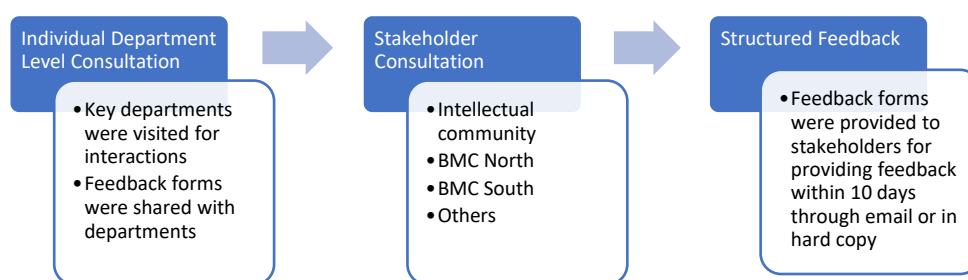 Individual Department
Level Consultation
•Key departments
were visited for
interactions
•Feedback forms
were shared with
departments
Stakeholder
Consultation
•Intellectual
community
•BMC North
•BMC South
•Others
Structured Feedback
•Feedback forms
were provided to
stakeholders for
providing feedback
within 10 days
through email or in
hard copy